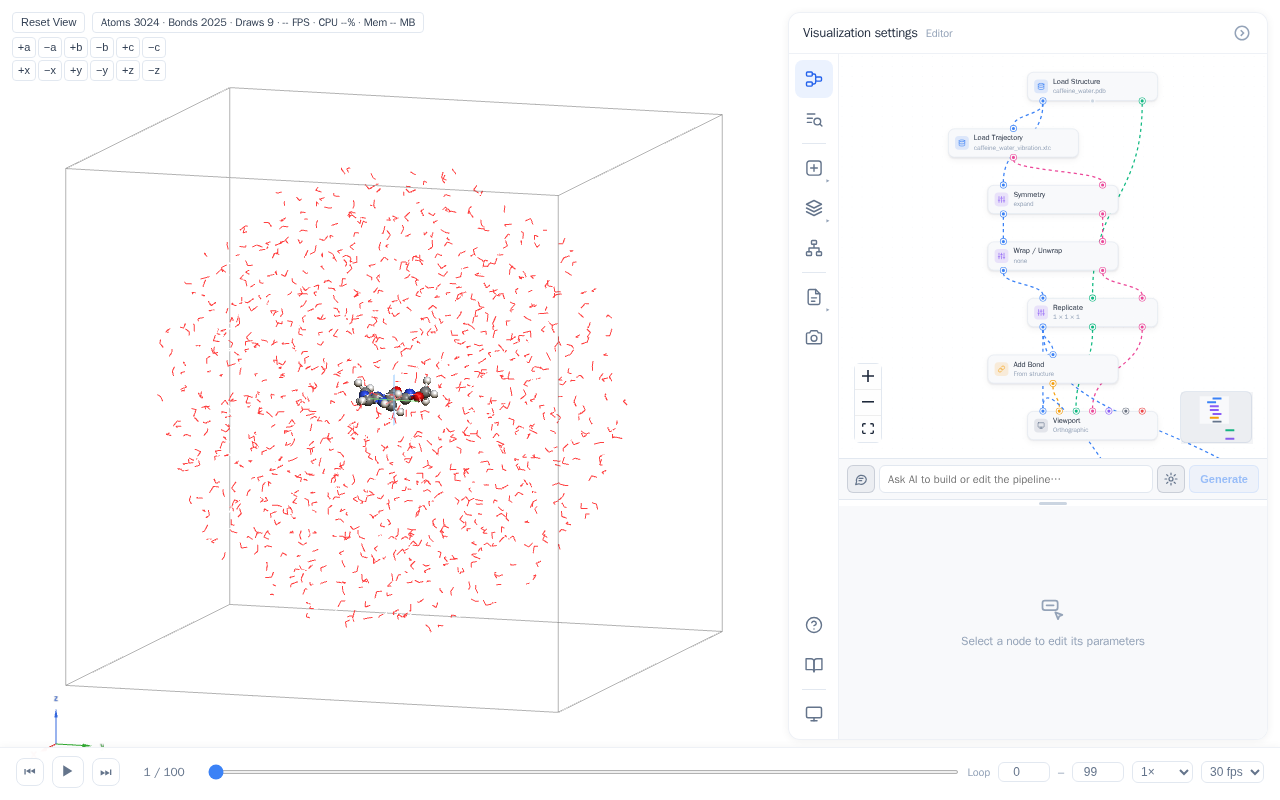 Reset View
Atoms 3024 · Bonds 2025 · Draws 9 · -- FPS · CPU --% · Mem -- MB
+a −a +b −b +c −c
+x −x +y −y +z −z
z
Visualization settings Editor
Load Structure
caffeine_water.pdb
Load Trajectory
caffeine_water_vibration.xtc
Symmetry
expand
Wrap / Unwrap
none
Replicate
1 × 1 × 1
Add Bond
From structure
Viewport
Orthographic
Ask AI to build or edit the pipeline···
Generate
Select a node to edit its parameters
1 / 100
Loop 0 – 99 1× 30 fps